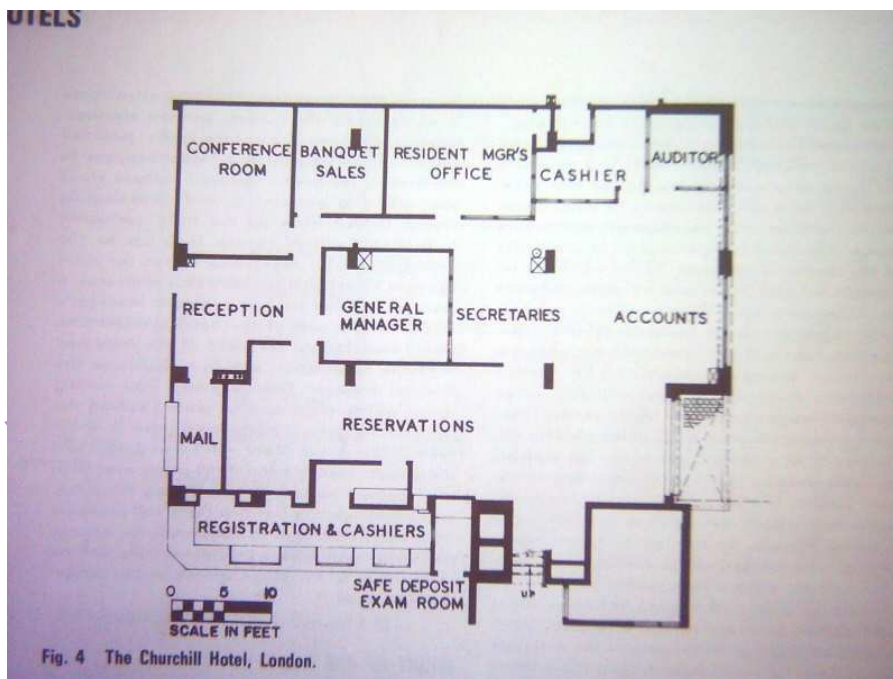 OTELS
CONFERENCE
ROOM
BANQUET
SALES
RESIDENT MGR'S
OFFICE
CASHIER
AUDITOR
RECEPTION
GENERAL
MANAGER
SECRETARIES
ACCOUNTS
MAIL
RESERVATIONS
REGISTRATION & CASHIERS
SAFE DEPOSIT
EXAM ROOM
UP
0 5 10
SCALE IN FEET
Fig. 4 The Churchill Hotel, London.